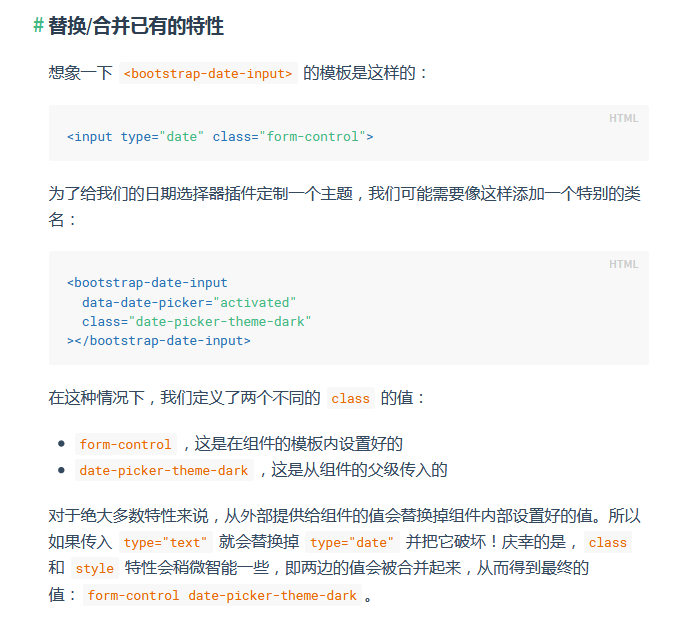 # 替换/合并已有的特性
想象一下 <bootstrap-date-input> 的模板是这样的：
HTML
<input type="date" class="form-control">
为了给我们的日期选择器插件定制一个主题，我们可能需要像这样添加一个特别的类
名：
HTML
<bootstrap-date-input
  data-date-picker="activated"
  class="date-picker-theme-dark"
></bootstrap-date-input>
在这种情况下，我们定义了两个不同的 class 的值：
• form-control ，这是在组件的模板内设置好的
• date-picker-theme-dark ，这是从组件的父级传入的
对于绝大多数特性来说，从外部提供给组件的值会替换掉组件内部设置好的值。所以
如果传入 type="text" 就会替换掉 type="date" 并把它破坏！庆幸的是， class
和 style 特性会稍微智能一些，即两边的值会被合并起来，从而得到最终的
值： form-control date-picker-theme-dark 。